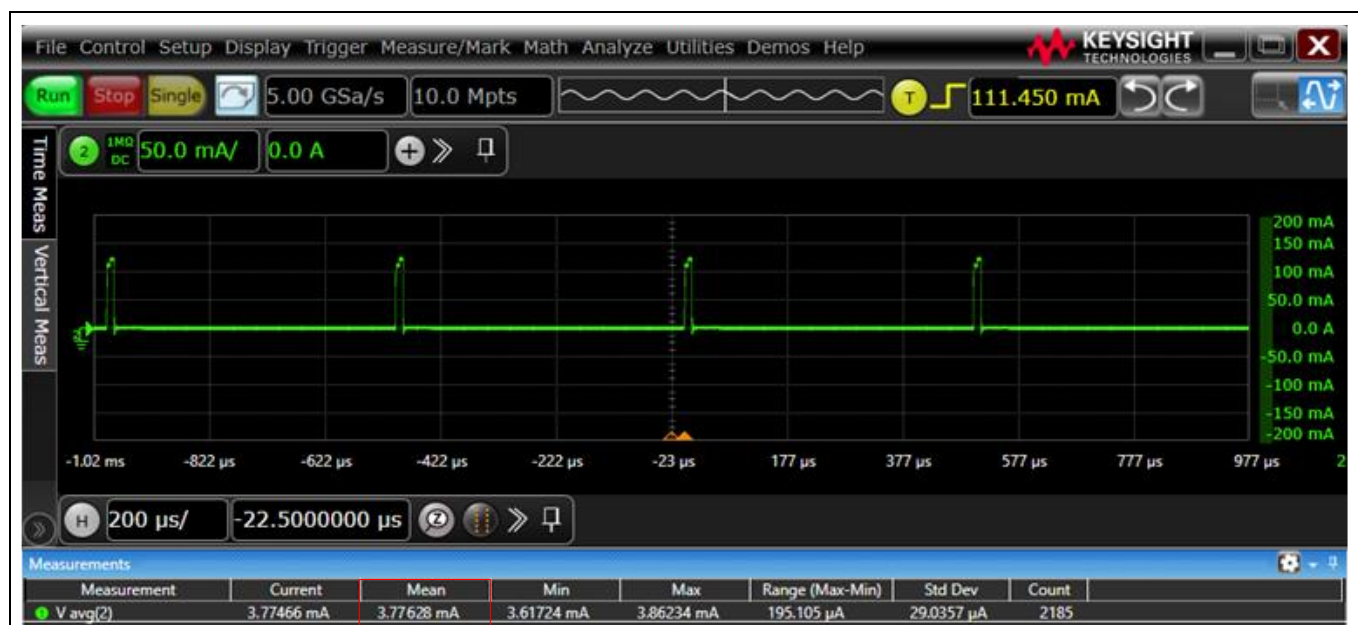 File Control Setup Display Trigger Measure/Mark Math Analyze Utilities Demos Help
KEYSIGHT
TECHNOLOGIES
X
Run Stop Single 5.00 GSa/s 10.0 Mpts T 111.450 mA
Time Meas
Vertical Meas
2 1MΩ DC 50.0 mA/ 0.0 A
200 mA
150 mA
100 mA
50.0 mA
0.0 A
-50.0 mA
-100 mA
-150 mA
-200 mA
-1.02 ms -822 µs -622 µs -422 µs -222 µs -23 µs 177 µs 377 µs 577 µs 777 µs 977 µs 2
H 200 µs/ -22.5000000 µs Z
Measurements
Measurement Current Mean Min Max Range (Max-Min) Std Dev Count
V avg(2) 3.77466 mA 3.77628 mA 3.61724 mA 3.86234 mA 195.105 µA 29.0357 µA 2185